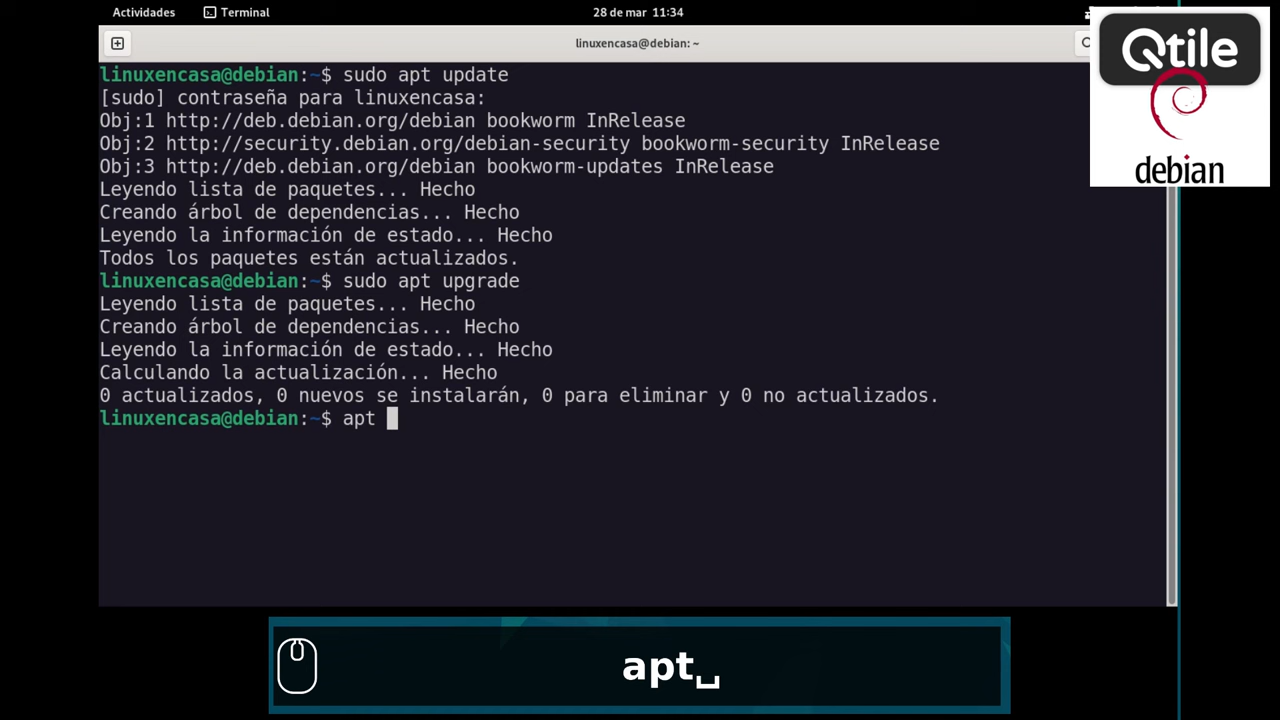 Actividades
Terminal
28 de mar 11:34
linuxencasa@debian: ~
Qtile
debian
linuxencasa@debian:~$ sudo apt update
[sudo] contraseña para linuxencasa:
Obj:1 http://deb.debian.org/debian bookworm InRelease
Obj:2 http://security.debian.org/debian-security bookworm-security InRelease
Obj:3 http://deb.debian.org/debian bookworm-updates InRelease
Leyendo lista de paquetes... Hecho
Creando árbol de dependencias... Hecho
Leyendo la información de estado... Hecho
Todos los paquetes están actualizados.
linuxencasa@debian:~$ sudo apt upgrade
Leyendo lista de paquetes... Hecho
Creando árbol de dependencias... Hecho
Leyendo la información de estado... Hecho
Calculando la actualización... Hecho
0 actualizados, 0 nuevos se instalarán, 0 para eliminar y 0 no actualizados.
linuxencasa@debian:~$ apt
apt␣